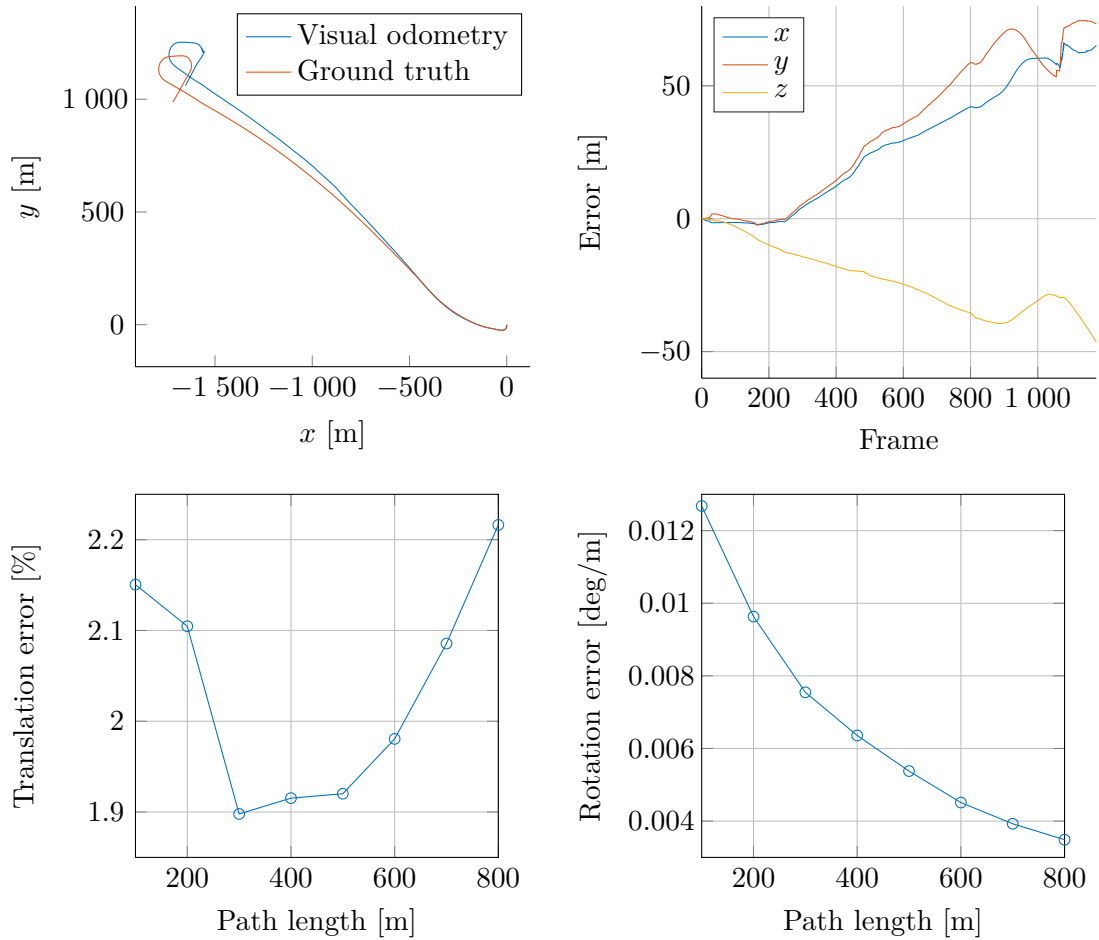 Visual odometry
Ground truth
1 000
500
0
y [m]
−1 500
−1 000
−500
0
x [m]
x
y
z
50
0
−50
Error [m]
0
200
400
600
800
1 000
Frame
2.2
2.1
2
1.9
Translation error [%]
200
400
600
800
Path length [m]
0.012
0.01
0.008
0.006
0.004
Rotation error [deg/m]
200
400
600
800
Path length [m]